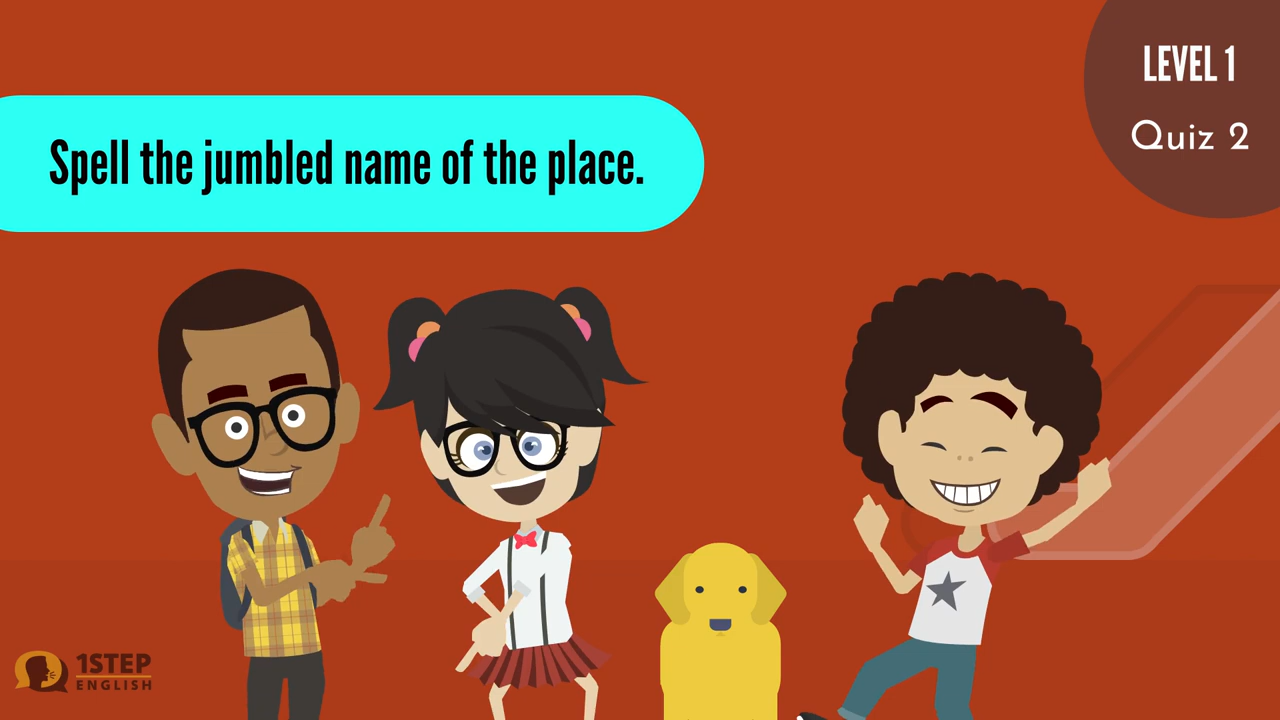 LEVEL 1
Quiz 2
Spell the jumbled name of the place.
1STEP
ENGLISH